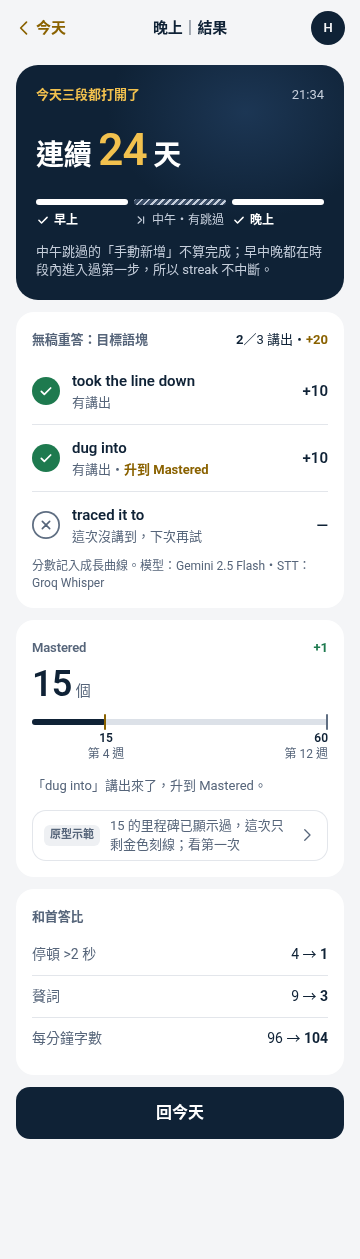 今天
晚上｜結果
H
今天三段都打開了
21:34
連續 24 天
早上
中午・有跳過
晚上
中午跳過的「手動新增」不算完成；早中晚都在時
段內進入過第一步，所以 streak 不中斷。
無稿重答：目標語塊
2／3 講出・+20
took the line down
有講出
+10
dug into
有講出・升到 Mastered
+10
traced it to
這次沒講到，下次再試
—
分數記入成長曲線。模型：Gemini 2.5 Flash・STT：
Groq Whisper
Mastered
+1
15 個
15
60
第 4 週
第 12 週
「dug into」講出來了，升到 Mastered。
原型示範
15 的里程碑已顯示過，這次只
剩金色刻線；看第一次
和首答比
停頓 >2 秒
4 → 1
贅詞
9 → 3
每分鐘字數
96 → 104
回今天